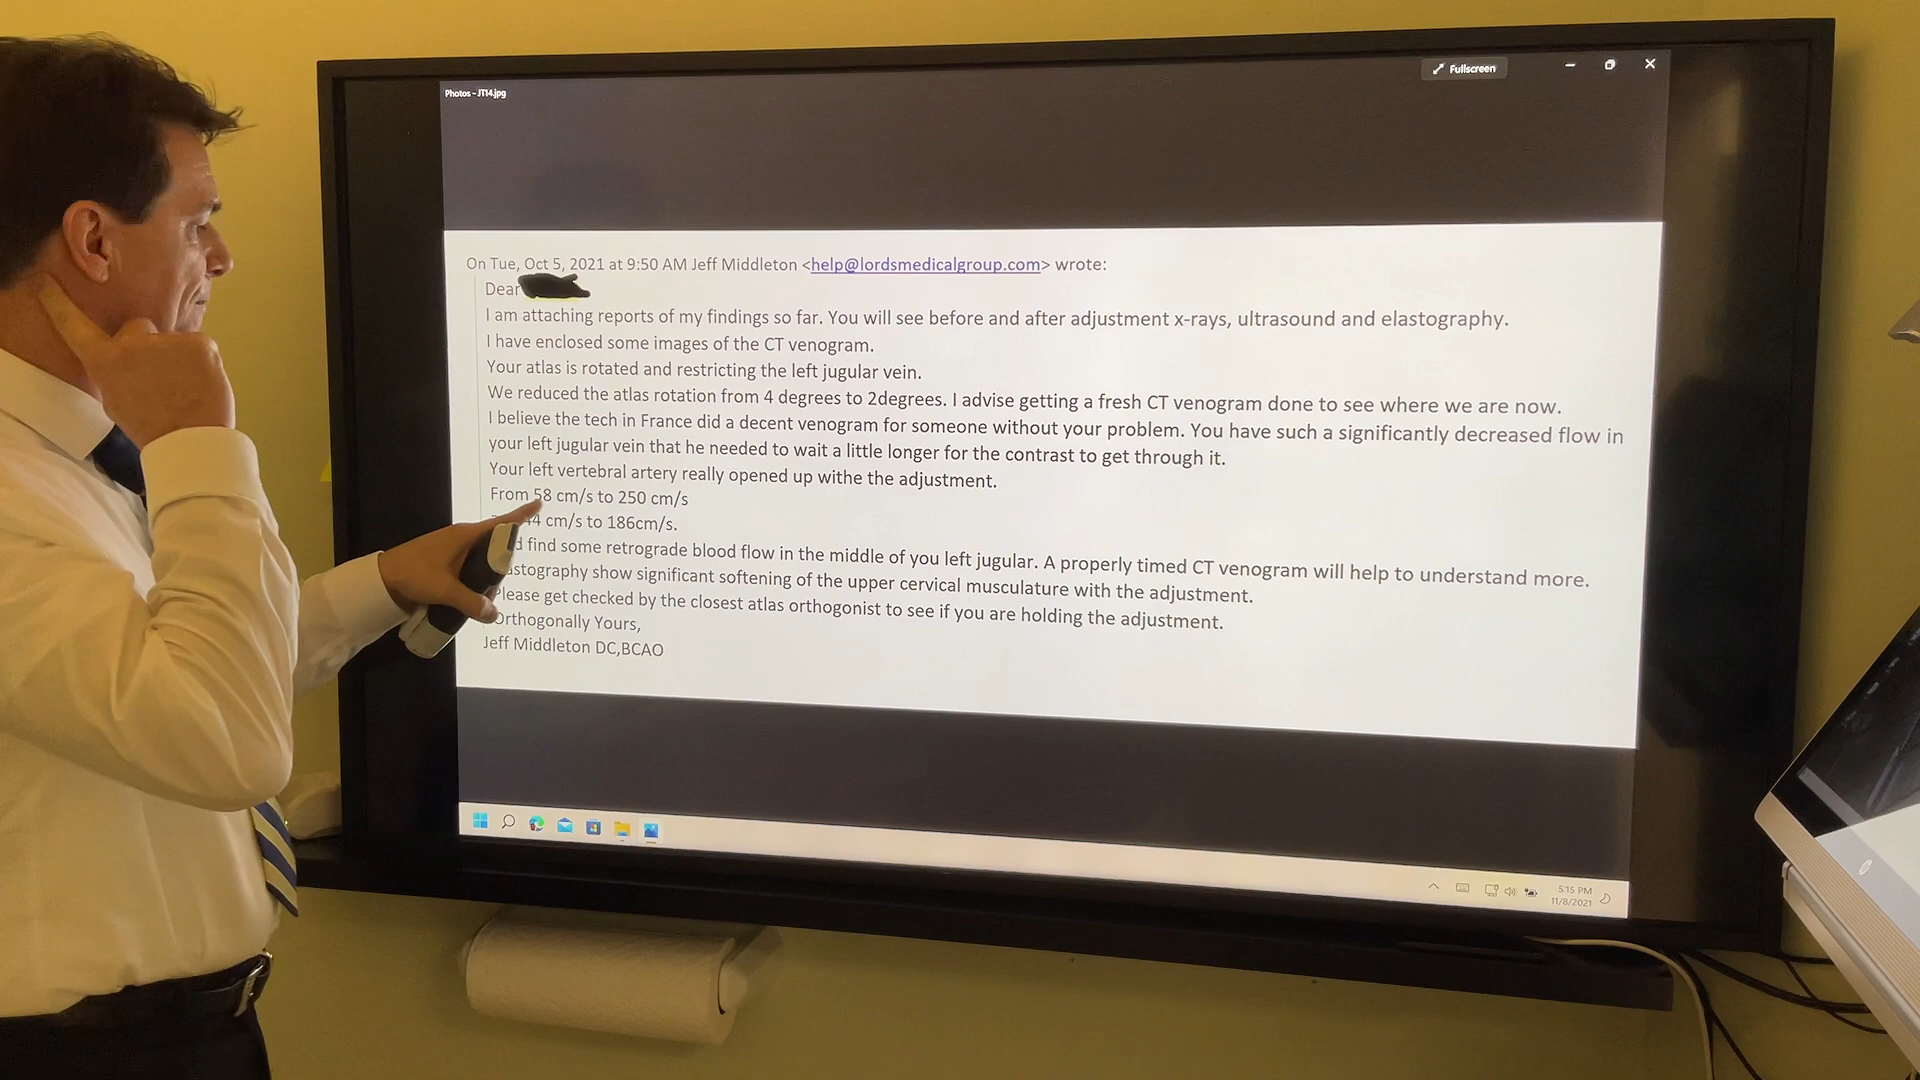 Fullscreen
Photos - JT14.jpg
On Tue, Oct 5, 2021 at 9:50 AM Jeff Middleton <help@lordsmedicalgroup.com> wrote:
Dear
I am attaching reports of my findings so far. You will see before and after adjustment x-rays, ultrasound and elastography.
I have enclosed some images of the CT venogram.
Your atlas is rotated and restricting the left jugular vein.
We reduced the atlas rotation from 4 degrees to 2degrees. I advise getting a fresh CT venogram done to see where we are now.
I believe the tech in France did a decent venogram for someone without your problem. You have such a significantly decreased flow in
your left jugular vein that he needed to wait a little longer for the contrast to get through it.
Your left vertebral artery really opened up withe the adjustment.
From 58 cm/s to 250 cm/s
cm/s to 186cm/s.
find some retrograde blood flow in the middle of you left jugular. A properly timed CT venogram will help to understand more.
show significant softening of the upper cervical musculature with the adjustment.
Please get checked by the closest atlas orthogonist to see if you are holding the adjustment.
Orthogonally Yours,
Jeff Middleton DC,BCAO
5:15 PM
11/8/2021